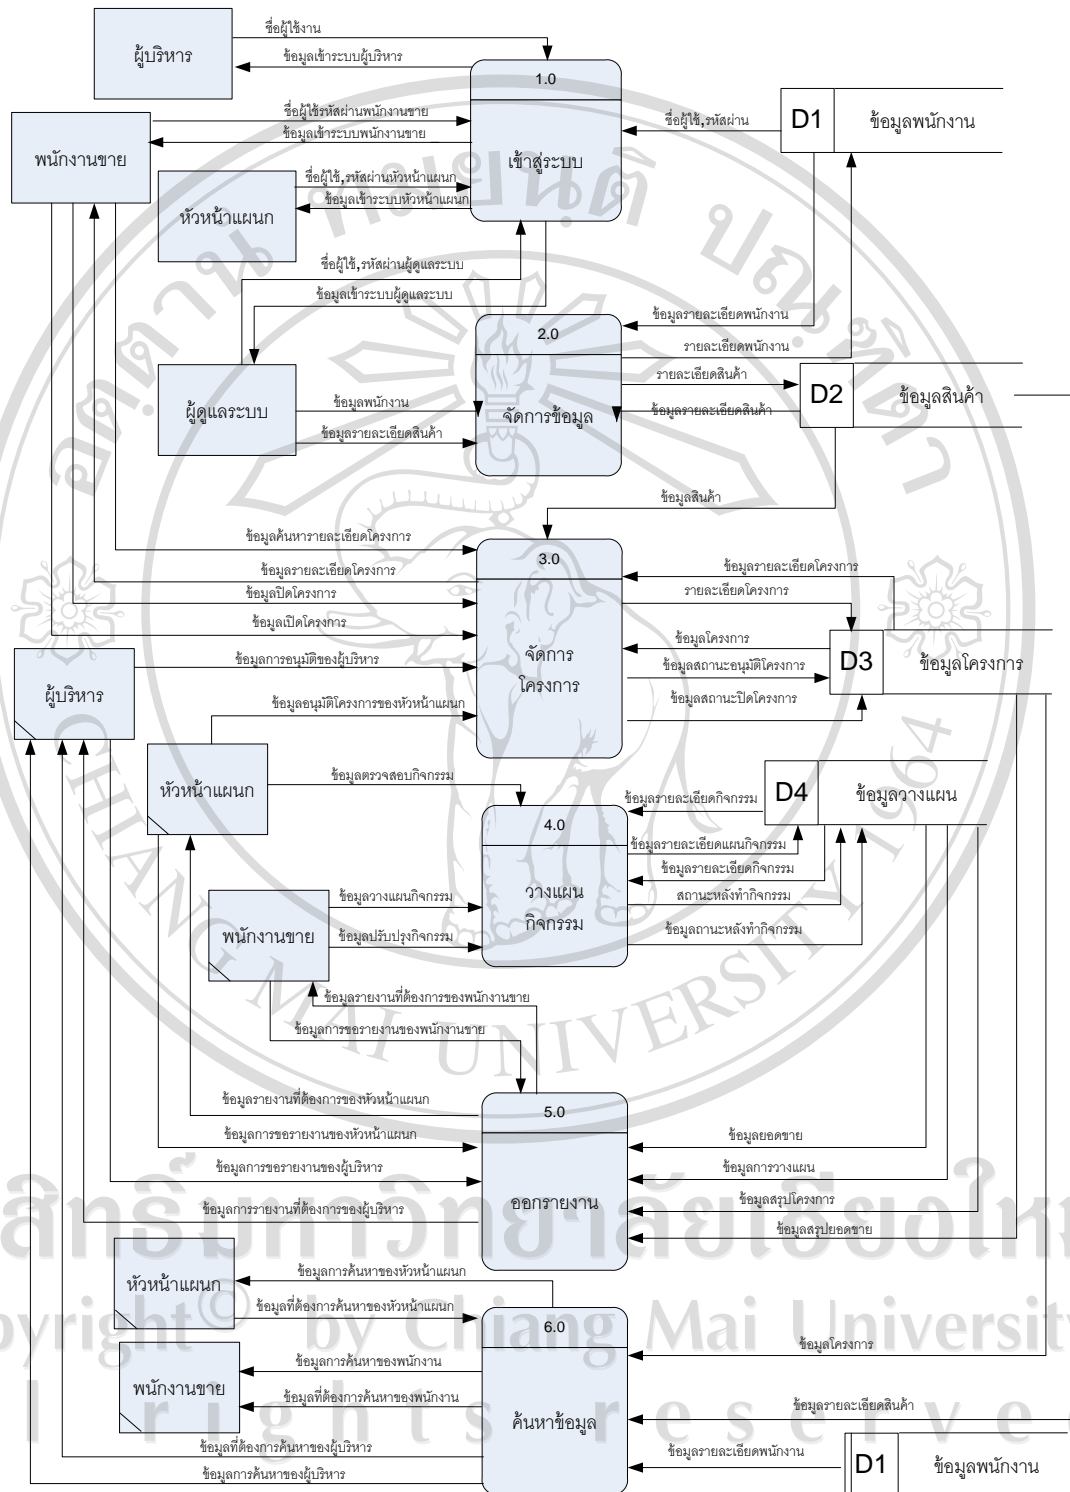 ผู้บริหาร
ชื่อผู้ใช้งาน
ข้อมูลเข้าระบบผู้บริหาร
1.0
เข้าสู่ระบบ
พนักงานขาย
ชื่อผู้ใช้รหัสผ่านพนักงานขาย
ข้อมูลเข้าระบบพนักงานขาย
ชื่อผู้ใช้,รหัสผ่าน
D1
ข้อมูลพนักงาน
หัวหน้าแผนก
ชื่อผู้ใช้,รหัสผ่านหัวหน้าแผนก
ข้อมูลเข้าระบบหัวหน้าแผนก
ชื่อผู้ใช้,รหัสผ่านผู้ดูแลระบบ
ข้อมูลเข้าระบบผู้ดูแลระบบ
2.0
จัดการข้อมูล
ข้อมูลรายละเอียดพนักงาน
รายละเอียดพนักงาน
รายละเอียดสินค้า
ข้อมูลรายละเอียดสินค้า
D2
ข้อมูลสินค้า
ผู้ดูแลระบบ
ข้อมูลพนักงาน
ข้อมูลรายละเอียดสินค้า
ข้อมูลสินค้า
3.0
จัดการ
โครงการ
ข้อมูลค้นหารายละเอียดโครงการ
ข้อมูลรายละเอียดโครงการ
ข้อมูลปิดโครงการ
ข้อมูลเปิดโครงการ
ข้อมูลการอนุมัติของผู้บริหาร
ข้อมูลอนุมัติโครงการของหัวหน้าแผนก
ข้อมูลรายละเอียดโครงการ
รายละเอียดโครงการ
ข้อมูลโครงการ
ข้อมูลสถานะอนุมัติโครงการ
ข้อมูลสถานะปิดโครงการ
D3
ข้อมูลโครงการ
ผู้บริหาร
หัวหน้าแผนก
ข้อมูลตรวจสอบกิจกรรม
4.0
วางแผน
กิจกรรม
ข้อมูลรายละเอียดกิจกรรม
ข้อมูลรายละเอียดแผนกิจกรรม
ข้อมูลรายละเอียดกิจกรรม
สถานะหลังทำกิจกรรม
ข้อมูลถานะหลังทำกิจกรรม
D4
ข้อมูลวางแผน
พนักงานขาย
ข้อมูลวางแผนกิจกรรม
ข้อมูลปรับปรุงกิจกรรม
ข้อมูลรายงานที่ต้องการของพนักงานขาย
ข้อมูลการขอรายงานของพนักงานขาย
5.0
ออกรายงาน
ข้อมูลรายงานที่ต้องการของหัวหน้าแผนก
ข้อมูลการขอรายงานของหัวหน้าแผนก
ข้อมูลการขอรายงานของผู้บริหาร
ข้อมูลการรายงานที่ต้องการของผู้บริหาร
ข้อมูลยอดขาย
ข้อมูลการวางแผน
ข้อมูลสรุปโครงการ
ข้อมูลสรุปยอดขาย
หัวหน้าแผนก
ข้อมูลการค้นหาของหัวหน้าแผนก
ข้อมูลที่ต้องการค้นหาของหัวหน้าแผนก
6.0
ค้นหาข้อมูล
พนักงานขาย
ข้อมูลการค้นหาของพนักงาน
ข้อมูลที่ต้องการค้นหาของพนักงาน
ข้อมูลที่ต้องการค้นหาของผู้บริหาร
ข้อมูลการค้นหาของผู้บริหาร
ข้อมูลโครงการ
ข้อมูลรายละเอียดสินค้า
ข้อมูลรายละเอียดพนักงาน
D1
ข้อมูลพนักงาน
CHIANG MAI UNIVERSITY 1964
สิทธิ์มหาวิทยาลัยเชียงให
pyright © by Chiang Mai University
l rights reserve